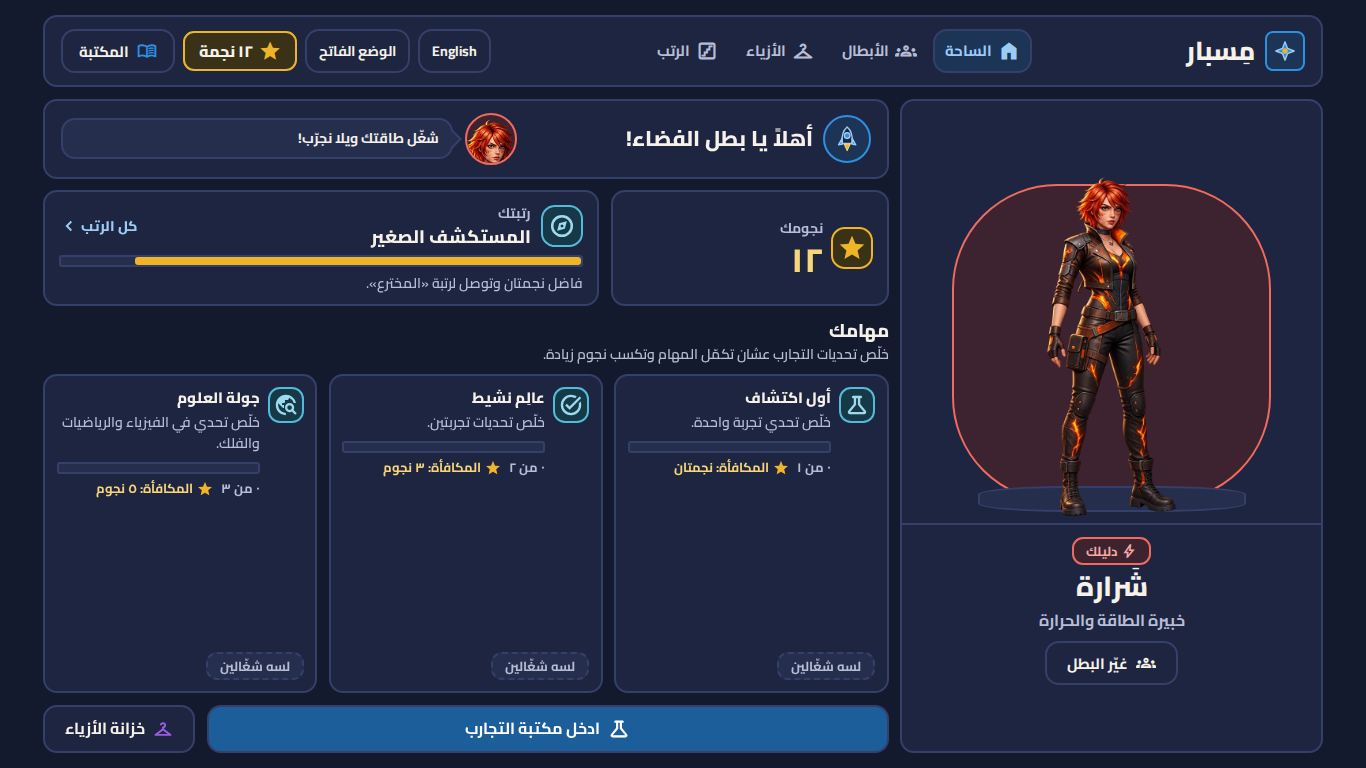 مِسبار
الساحة
الأبطال
الأزياء
الرتب
English
الوضع الفاتح
١٢ نجمة
المكتبة
أهلاً يا بطل الفضاء!
شغّل طاقتك ويلا نجرّب!
نجومك
١٢
رتبتك
المستكشف الصغير
كل الرتب
فاضل نجمتان وتوصل لرتبة «المخترع».
مهامك
خلّص تحديات التجارب عشان تكمّل المهام وتكسب نجوم زيادة.
أول اكتشاف
خلّص تحدي تجربة واحدة.
٠ من ١ المكافأة: نجمتان
لسه شغّالين
عالِم نشيط
خلّص تحديات تجربتين.
٠ من ٢ المكافأة: ٣ نجوم
لسه شغّالين
جولة العلوم
خلّص تحدي في الفيزياء والرياضيات
والفلك.
٠ من ٣ المكافأة: ٥ نجوم
لسه شغّالين
ادخل مكتبة التجارب
خزانة الأزياء
دليلك
شَرارة
خبيرة الطاقة والحرارة
غيّر البطل